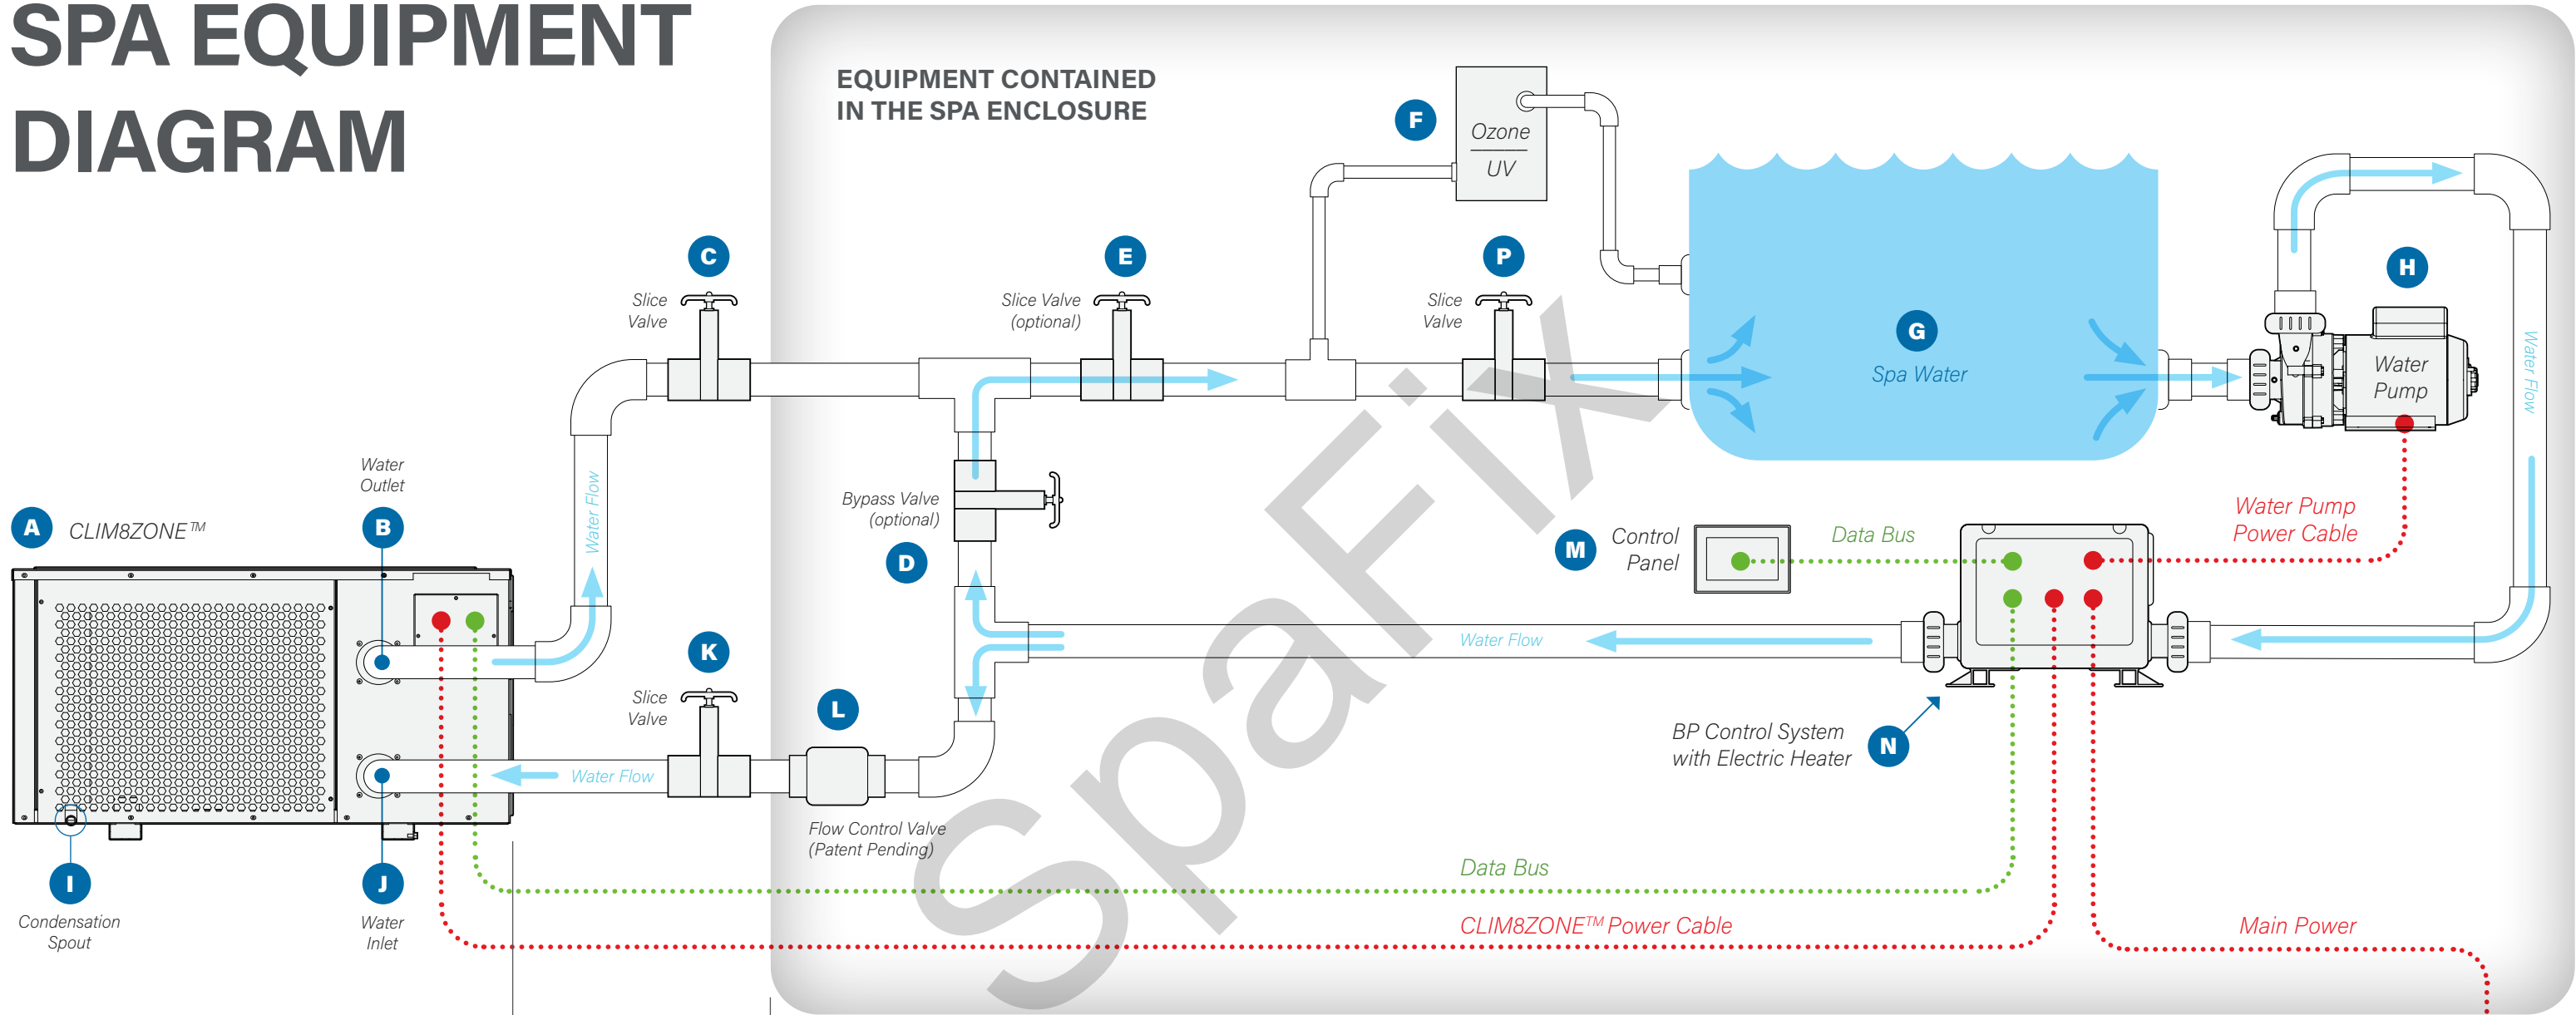 SPA EQUIPMENT
DIAGRAM
EQUIPMENT CONTAINED
IN THE SPA ENCLOSURE
F
Ozone
UV
C
Slice
Valve
E
Slice Valve
(optional)
P
Slice
Valve
G
Spa Water
H
Water
Pump
Water Flow
Water
Outlet
B
A CLIM8ZONE™
Water Flow
Bypass Valve
(optional)
D
M
Control
Panel
Data Bus
Water Pump
Power Cable
K
Slice
Valve
L
Water Flow
Water Flow
Flow Control Valve
(Patent Pending)
BP Control System
with Electric Heater
N
I
Condensation
Spout
J
Water
Inlet
Data Bus
CLIM8ZONE™ Power Cable
Main Power
SpaFix